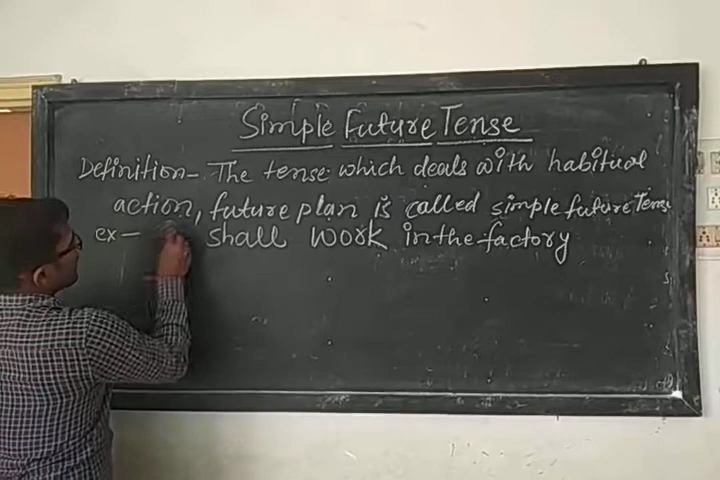 Simple Future Tense
Definition- The tense which deals with habitual
action, future plan is called simple future Tense
ex- shall work in the factory